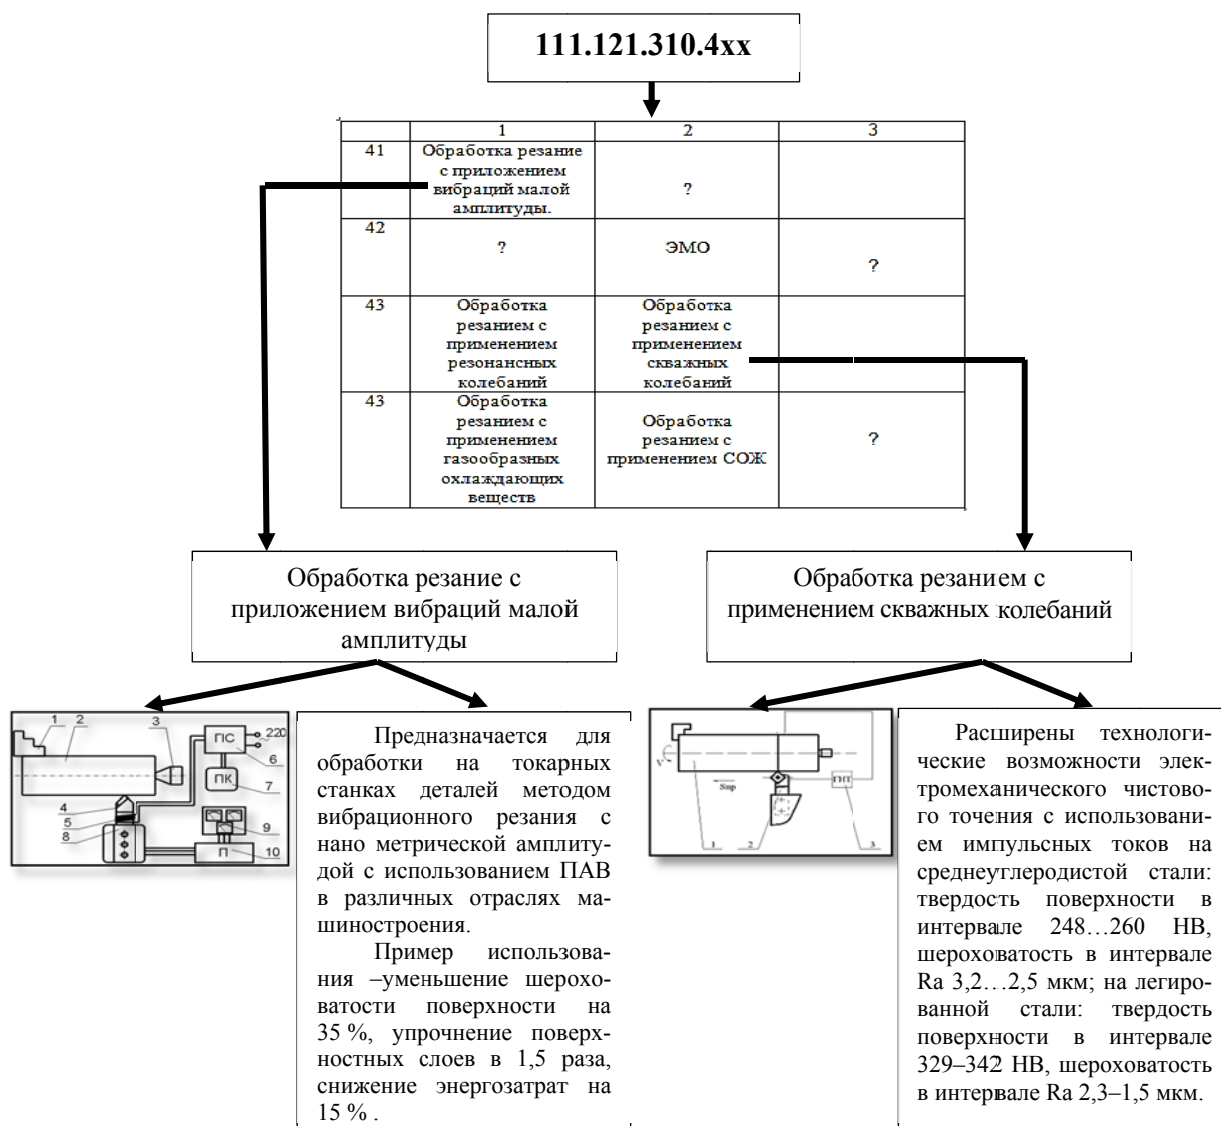 111.121.310.4xx
1 2 3
41
Обработка резание
с приложением
вибраций малой
амплитуды.
?
42
?
ЭМО
?
43
Обработка
резанием с
применением
резонансных
колебаний
Обработка
резанием с
применением
скважных
колебаний
43
Обработка
резанием с
применением
газообразных
охлаждающих
веществ
Обработка
резанием с
применением СОЖ
?
Обработка резание с
приложением вибраций малой
амплитуды
Обработка резанием с
применением скважных колебаний
1 2 3
ГІС
220
6
ПК
7
4
5
8
9
П
10
Предназначается для
обработки на токарных
станках деталей методом
вибрационного резания с
нано метрической амплиту-
дой с использованием ПАВ
в различных отраслях ма-
шиностроения.
Пример использова-
ния –уменьшение шерохо-
ватости поверхности на
35 %, упрочнение поверх-
ностных слоев в 1,5 раза,
снижение энергозатрат на
15 % .
V
Sпр
ГИТ
1 2 3
Расширены технологи-
ческие возможности элек-
тромеханического чистово-
го точения с использовани-
ем импульсных токов на
среднеуглеродистой стали:
твердость поверхности в
интервале 248…260 НВ,
шероховатость в интервале
Ra 3,2…2,5 мкм; на легиро-
ванной стали: твердость
поверхности в интервале
329–342 НВ, шероховатость
в интервале Ra 2,3–1,5 мкм.